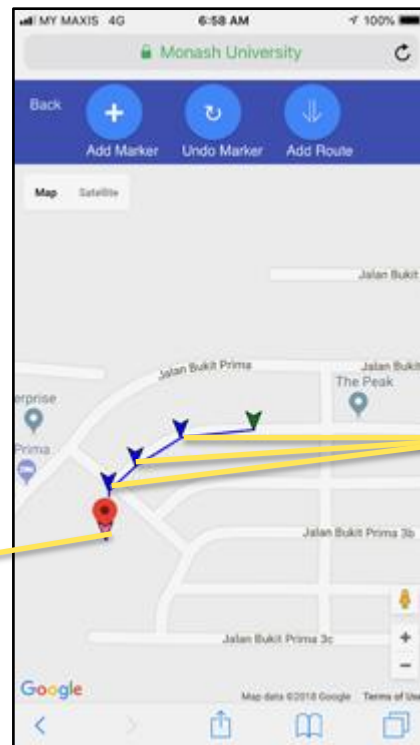 MY MAXIS 4G 6:58 AM 100%
Monash University
Back
Add Marker Undo Marker Add Route
Map Satellite
Jalan Bukit
Jalan Bukit Prima
Jalan Bukit
The Peak
erprise
Prima
Jalan Bukit Prima 3b
Jalan Bukit Prima 3c
Google
Map data ©2018 Google Terms of Use